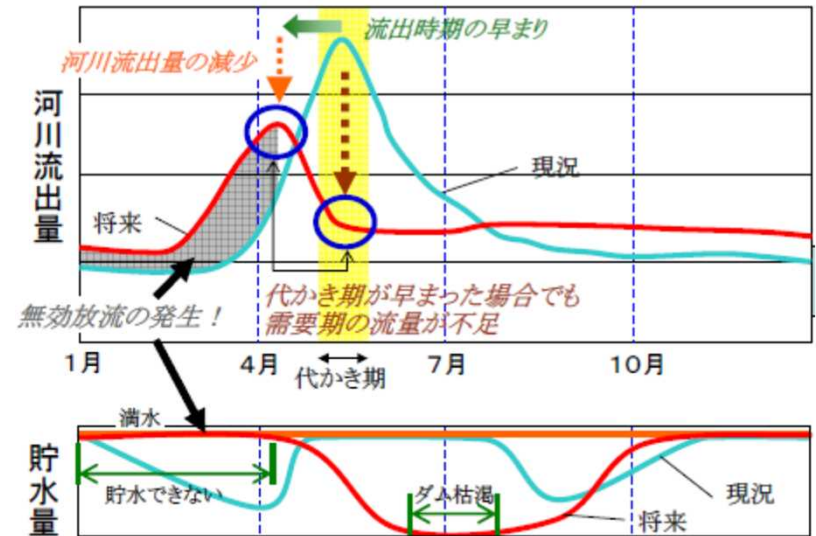 流出時期の早まり
河川流出量の減少
河川流出量
現況
将来
無効放流の発生！
代かき期が早まった場合でも
需要期の流量が不足
1月
4月
7月
10月
代かき期
満水
貯水量
貯水できない
ダム枯渇
現況
将来